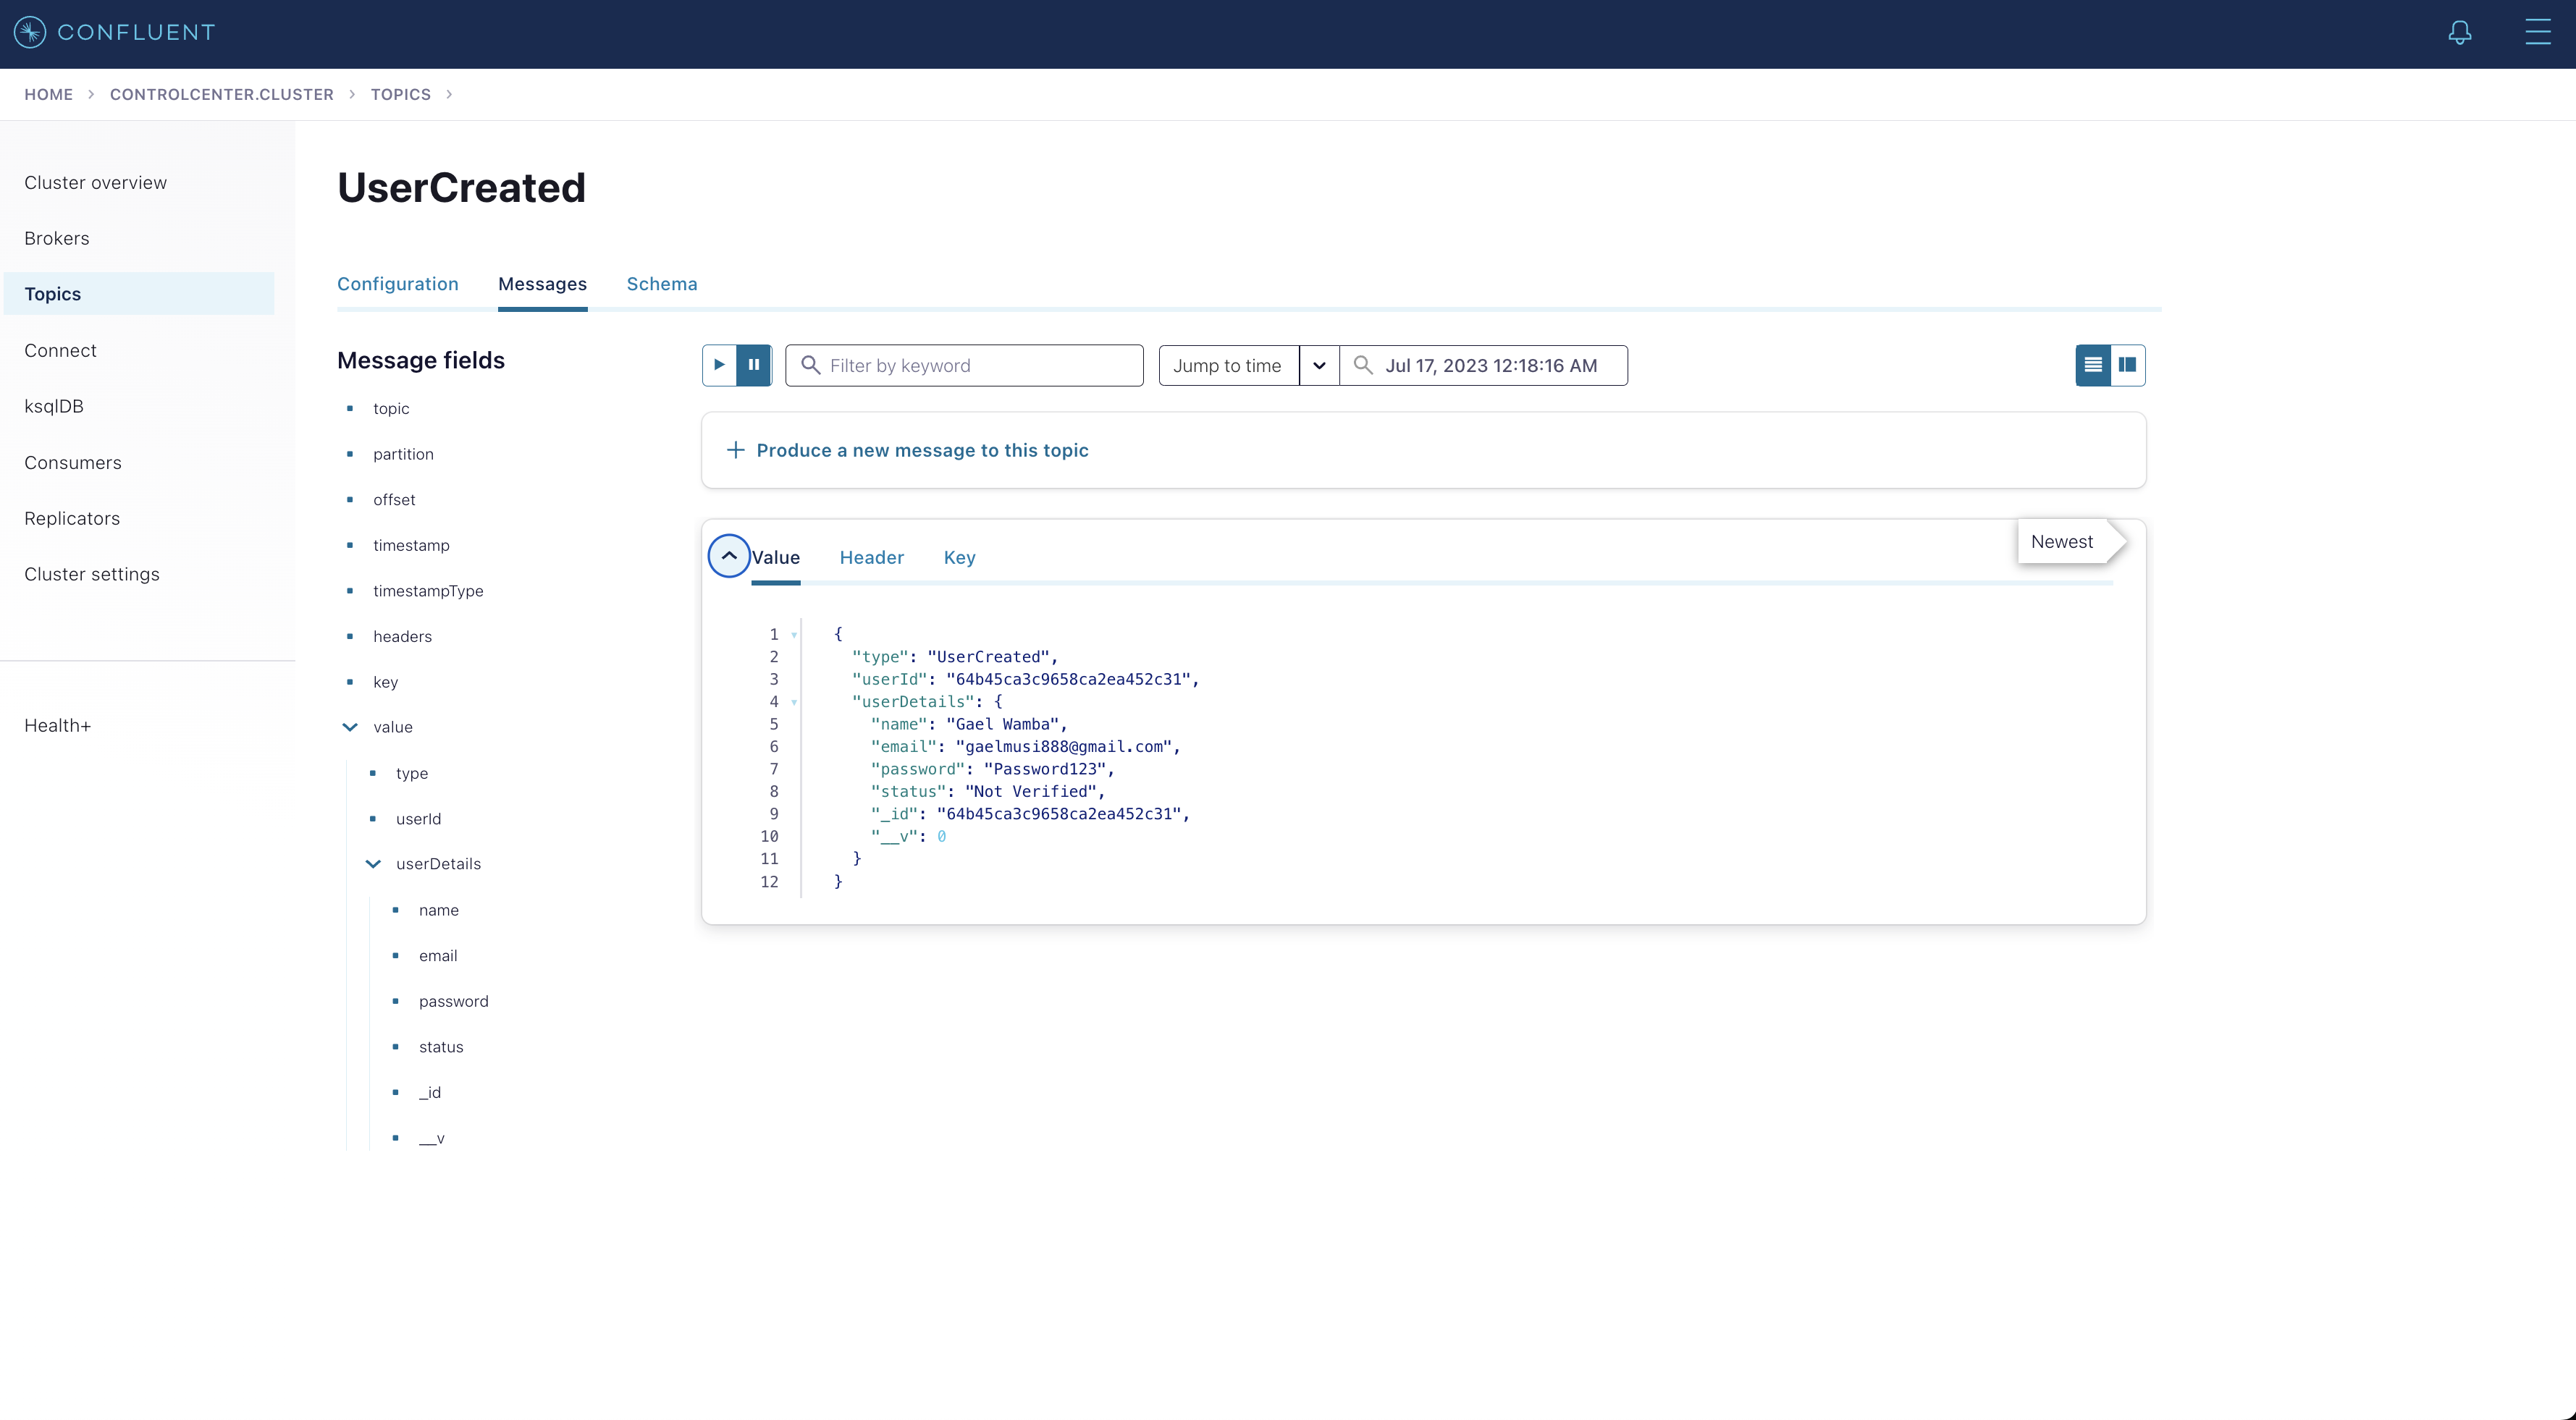 CONFLUENT
HOME > CONTROLCENTER.CLUSTER > TOPICS >
Cluster overview
Brokers
Topics
Connect
ksqlDB
Consumers
Replicators
Cluster settings
Health+
UserCreated
Configuration Messages Schema
Message fields
topic
partition
offset
timestamp
timestampType
headers
key
value
type
userId
userDetails
name
email
password
status
_id
__v
Filter by keyword
Jump to time
Jul 17, 2023 12:18:16 AM
Produce a new message to this topic
Newest
Value Header Key
1 {
2 "type": "UserCreated",
3 "userId": "64b45ca3c9658ca2ea452c31",
4 "userDetails": {
5 "name": "Gael Wamba",
6 "email": "gaelmusi888@gmail.com",
7 "password": "Password123",
8 "status": "Not Verified",
9 "_id": "64b45ca3c9658ca2ea452c31",
10 "__v": 0
11 }
12 }